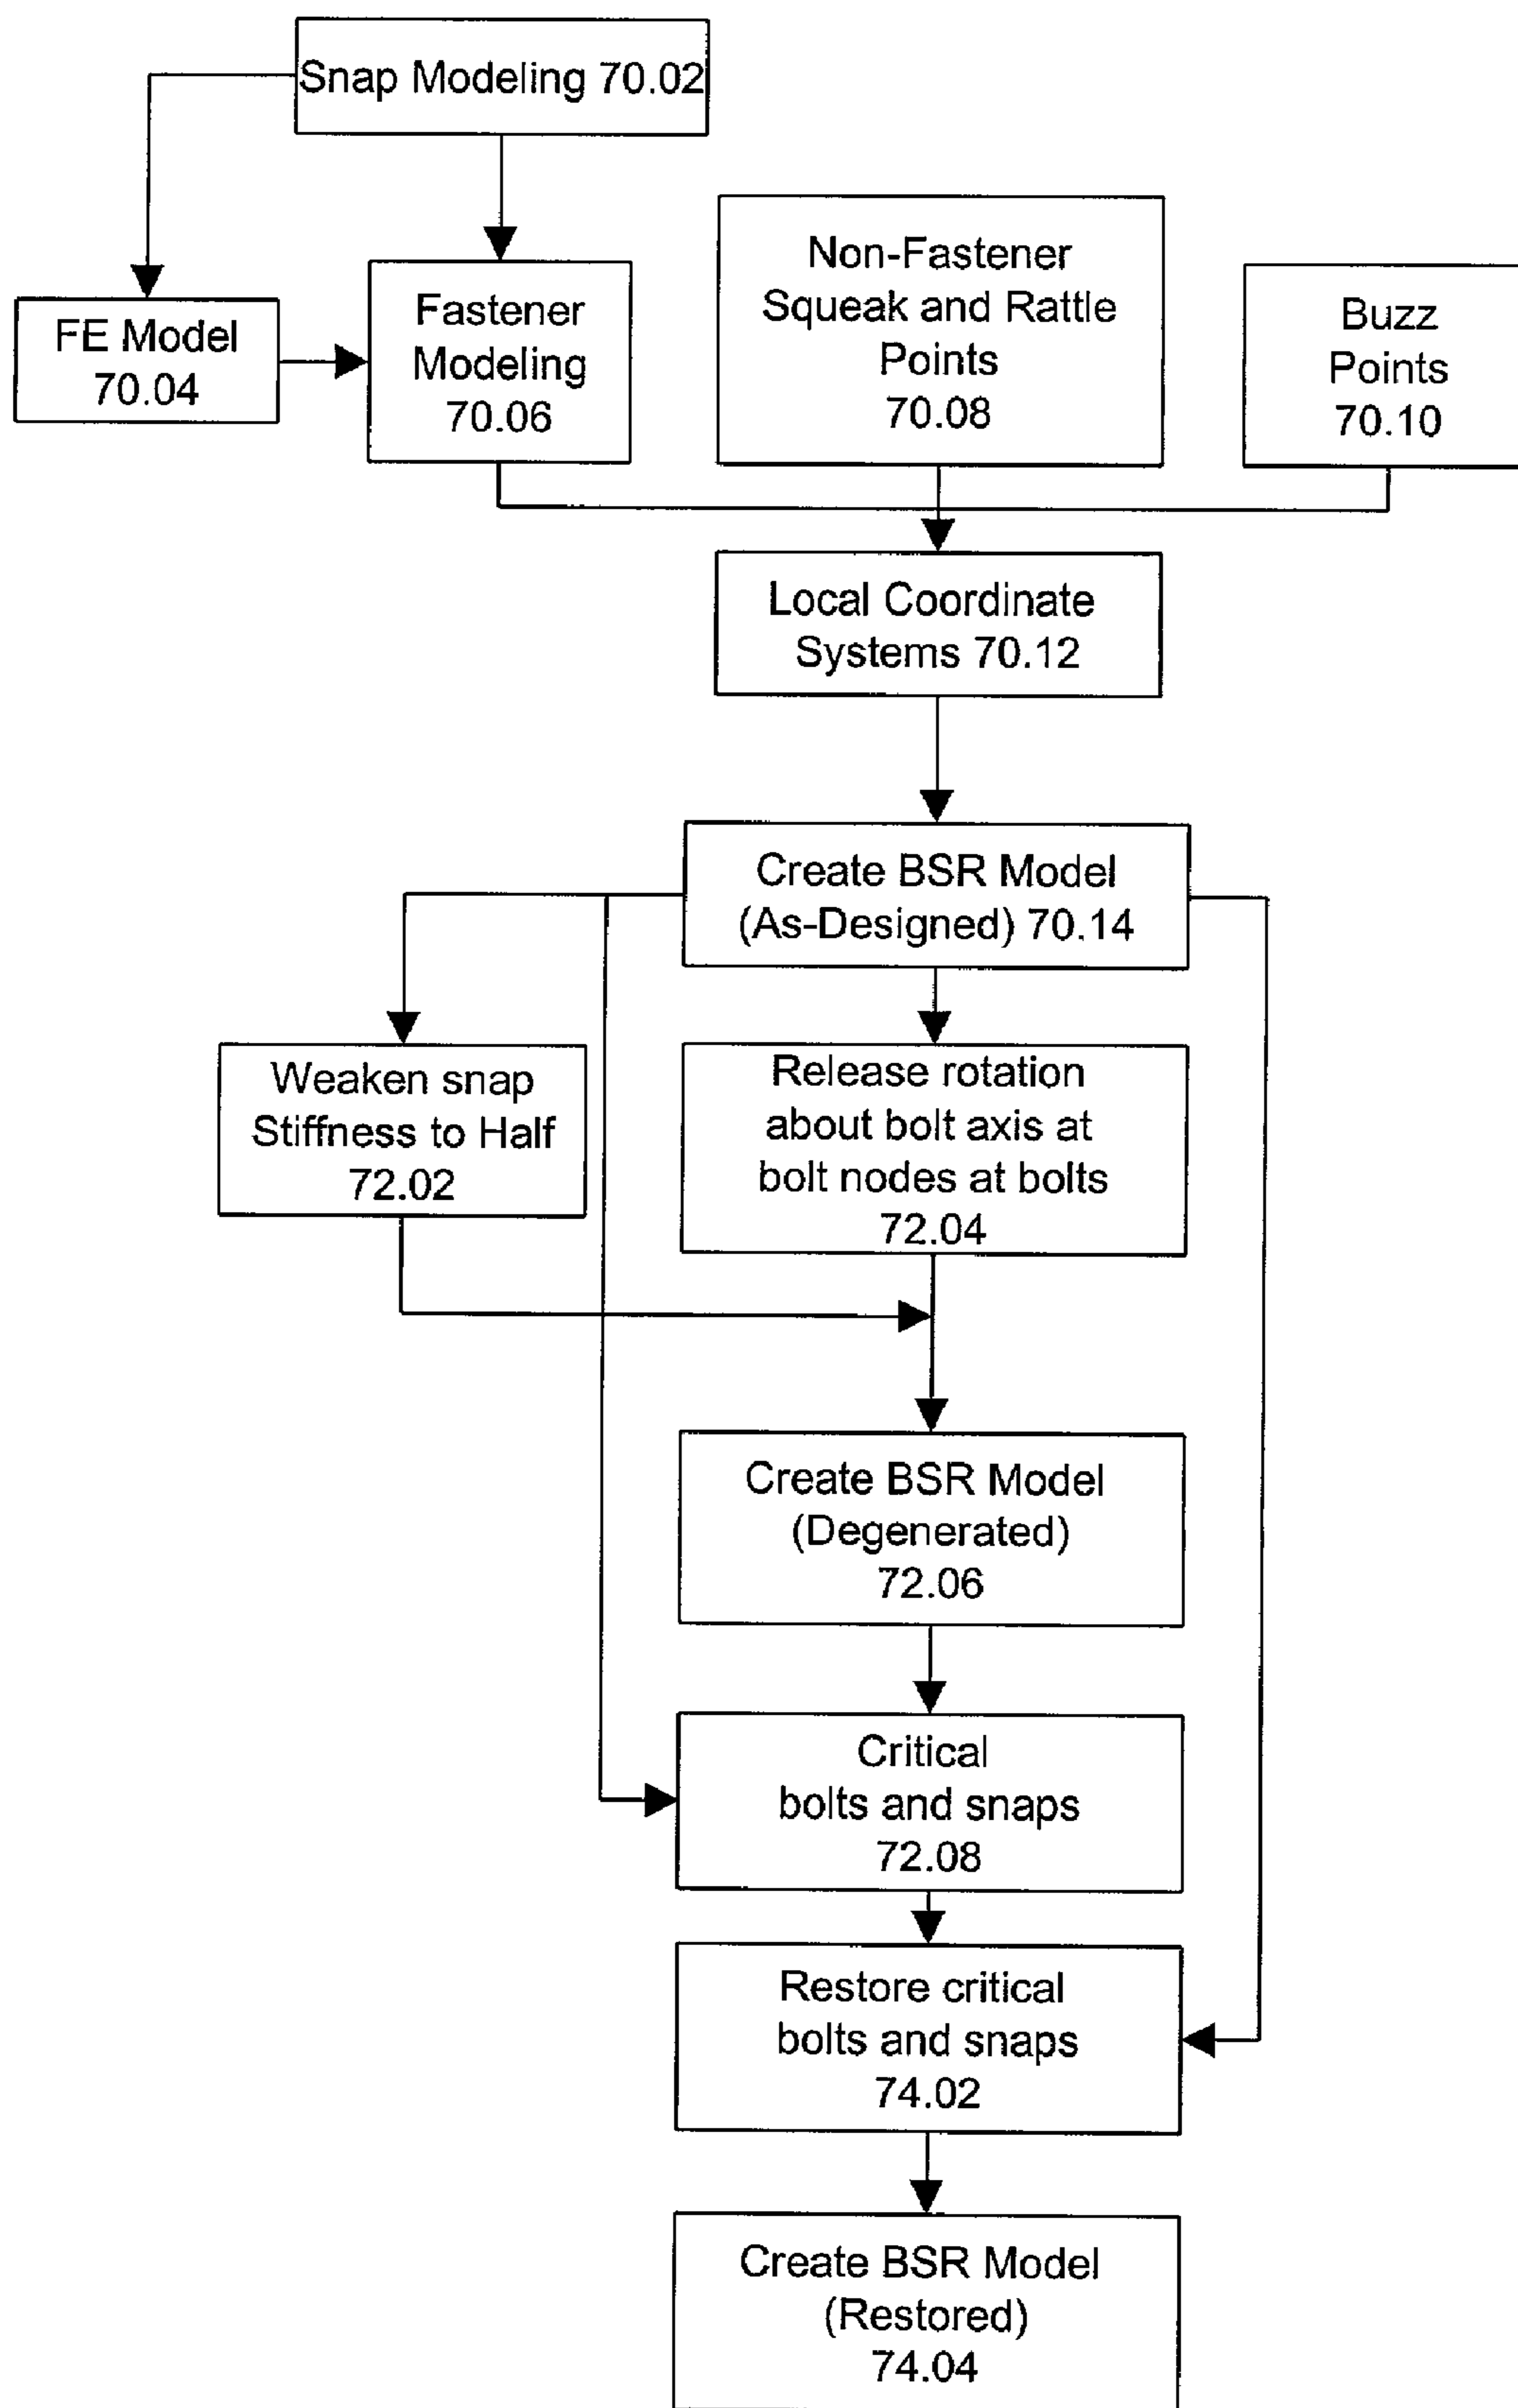 Snap Modeling 70.02
FE Model
70.04
Fastener
Modeling
70.06
Non-Fastener
Squeak and Rattle
Points
70.08
Buzz
Points
70.10
Local Coordinate
Systems 70.12
Create BSR Model
(As-Designed) 70.14
Weaken snap
Stiffness to Half
72.02
Release rotation
about bolt axis at
bolt nodes at bolts
72.04
Create BSR Model
(Degenerated)
72.06
Critical
bolts and snaps
72.08
Restore critical
bolts and snaps
74.02
Create BSR Model
(Restored)
74.04